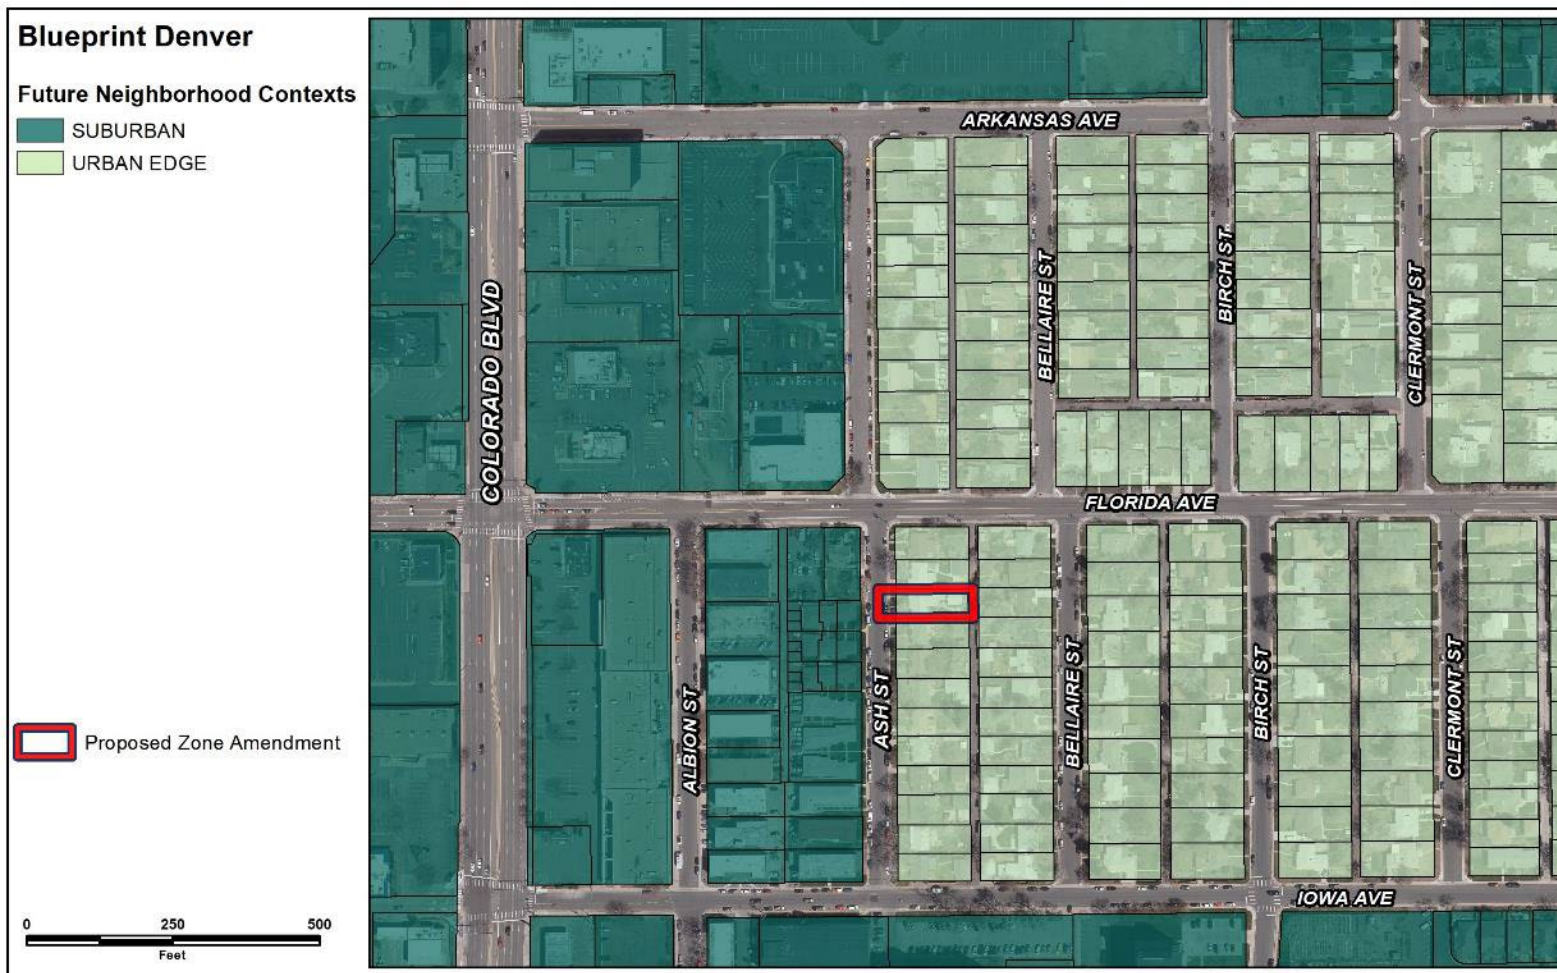 Blueprint Denver
Future Neighborhood Contexts
SUBURBAN
URBAN EDGE
Proposed Zone Amendment
0 250 500
Feet
ARKANSAS AVE
COLORADO BLVD
BELLAIRE ST
BIRCH ST
CLERMONT ST
FLORIDA AVE
ALBION ST
ASH ST
BELLAIRE ST
BIRCH ST
CLERMONT ST
IOWA AVE